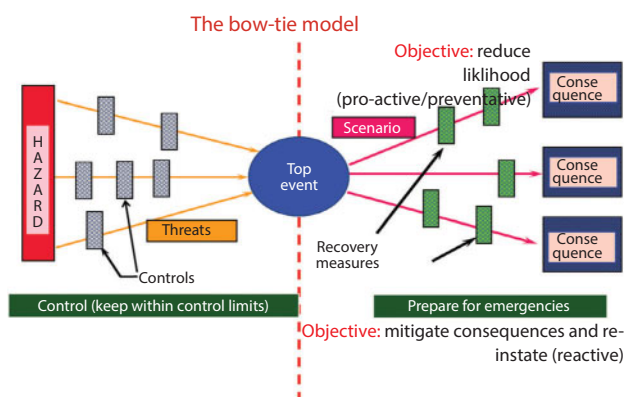 The bow-tie model
Objective: reduce
liklihood
(pro-active/preventative)
HAZARD
Threats
Controls
Top
event
Scenario
Recovery
measures
Conse
quence
Conse
quence
Conse
quence
Control (keep within control limits)
Prepare for emergencies
Objective: mitigate consequences and re-
instate (reactive)